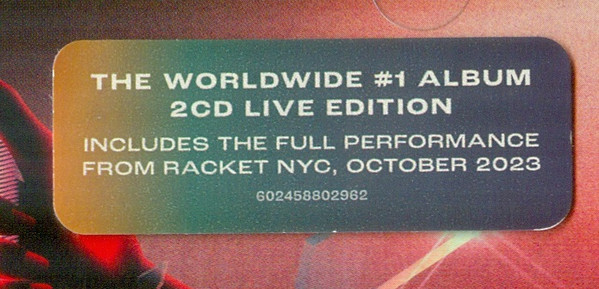 THE WORLDWIDE #1 ALBUM
2CD LIVE EDITION
INCLUDES THE FULL PERFORMANCE
FROM RACKET NYC, OCTOBER 2023
602458802962